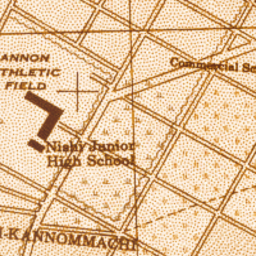 ANNON
THLETIC
FIELD
Commercial Sc
Nishi Junior
High School
I-KANNOMMACHI